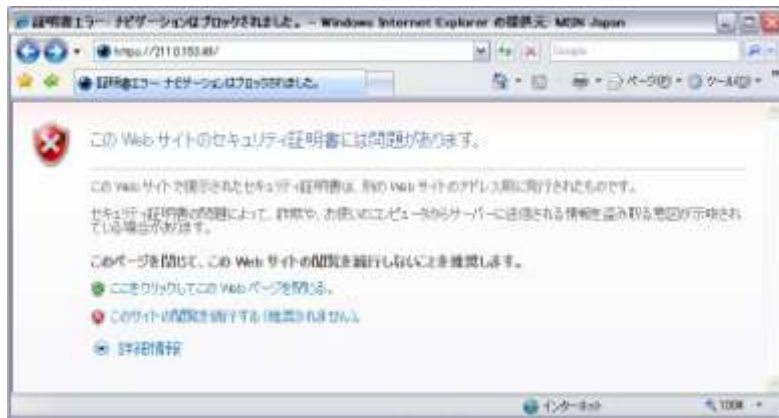 証明書エラー: ナビゲーションはブロックされました。 - Windows Internet Explorer の提供元: MSN Japan
Google
証明書エラー: ナビゲーションはブロックされました。
ページ(P)
ツール(O)
この Web サイトのセキュリティ証明書には問題があります。
この Web サイトで提示されたセキュリティ証明書は、別の Web サイトのアドレス用に発行されたものです。
セキュリティ証明書の問題によって、詐欺や、お使いのコンピュータからサーバーに送信される情報を盗み取る意図が示唆され
ている場合があります。
このページを閉じて、この Web サイトの閲覧を続行しないことを推奨します。
ここをクリックしてこの Web ページを閉じる。
このサイトの閲覧を続行する (推奨されません)。
詳細情報
インターネット
100%